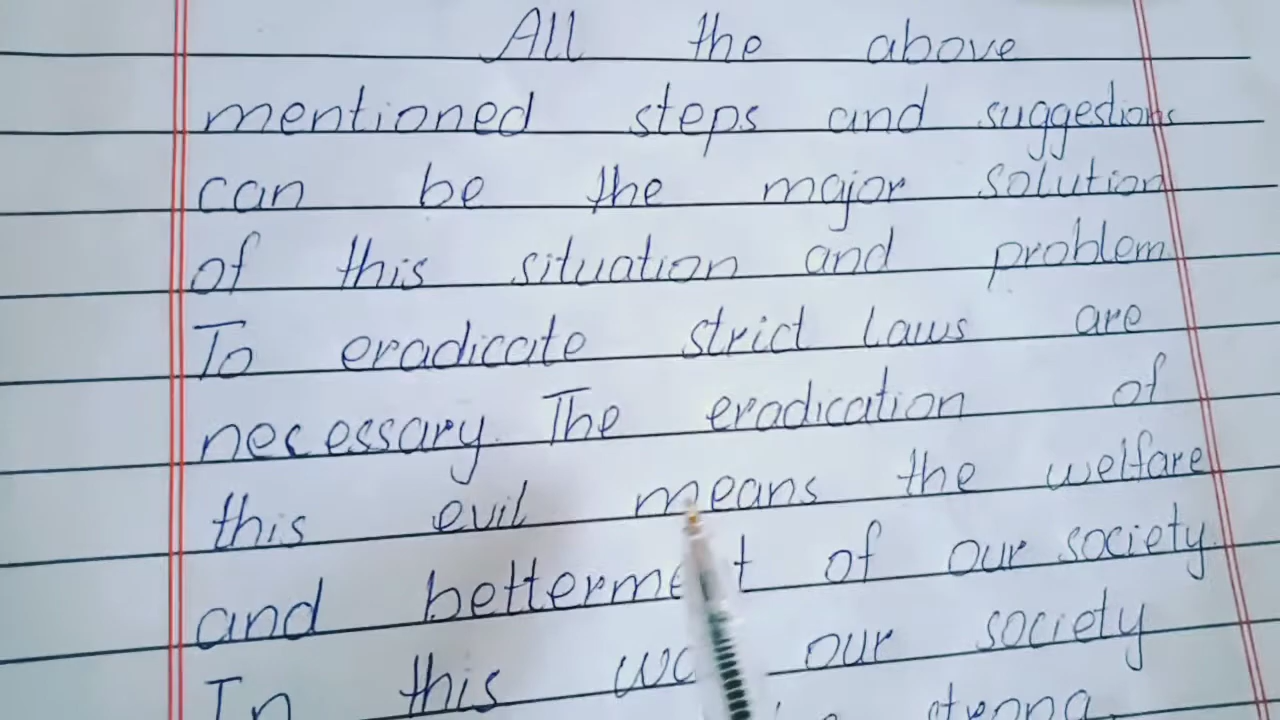 All the above
mentioned steps and suggestions
can be the major solution
of this situation and problem
To eradicate strict laws are
necessary. The eradication of
this evil means the welfare
and betterment of our society.
In this our society
strong